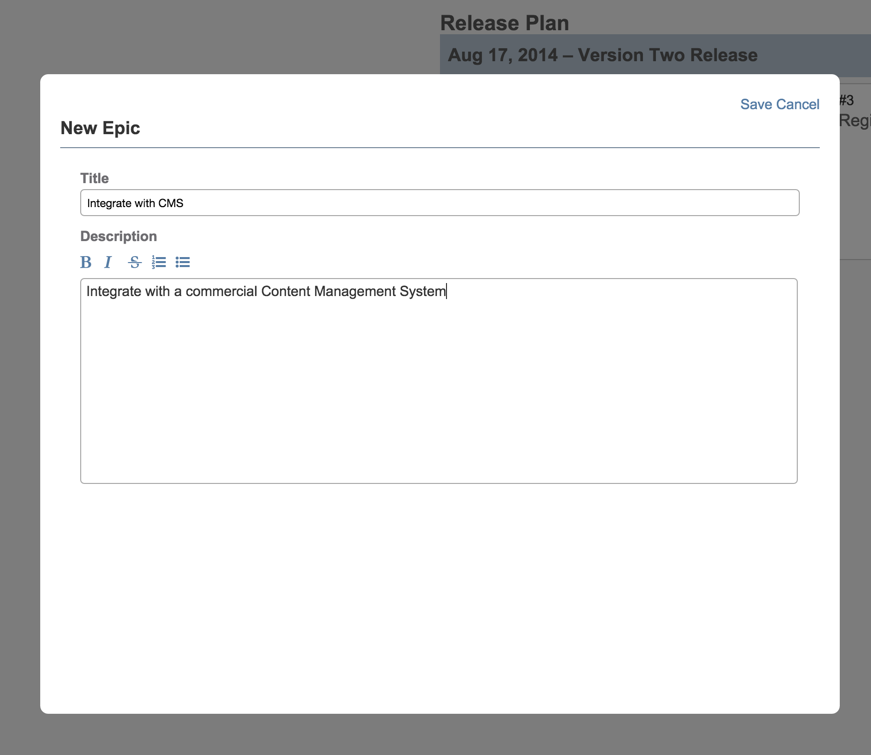 Release Plan
Aug 17, 2014 – Version Two Release
#3
Save Cancel
New Epic
Title
Integrate with CMS
Description
B I S
Integrate with a commercial Content Management System